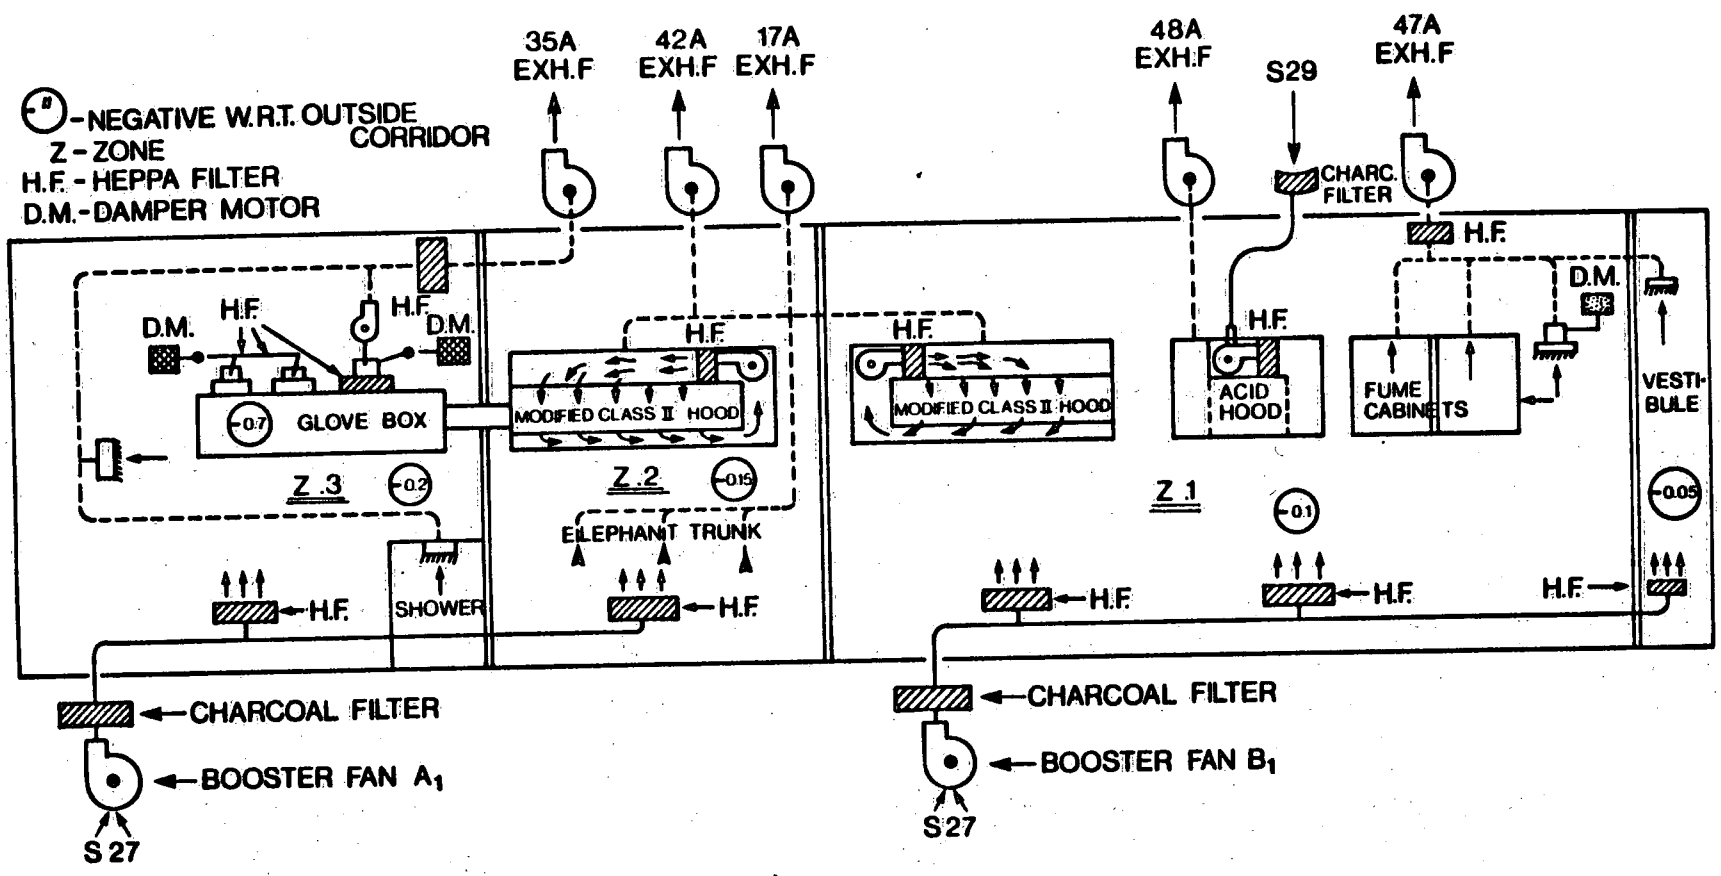 35A
EXH.F
42A
EXH.F
17A
EXH.F
48A
EXH.F
S29
47A
EXH.F
-" -NEGATIVE W.R.T. OUTSIDE
CORRIDOR
Z - ZONE
H.F. - HEPPA FILTER
D.M. - DAMPER MOTOR
CHARC.
FILTER
H.F.
H.F.
H.F.
D.M.
D.M.
D.M.
H.F.
H.F.
H.F.
GLOVE BOX
-0.7
MODIFIED CLASS II HOOD
MODIFIED CLASS II HOOD
ACID
HOOD
FUME
CABINETS
VESTI-
BULE
Z.3
-0.2
Z.2
-0.15
Z.1
-0.1
-0.05
ELEPHANT TRUNK
SHOWER
H.F.
H.F.
H.F.
H.F.
H.F.
CHARCOAL FILTER
CHARCOAL FILTER
BOOSTER FAN A1
BOOSTER FAN B1
S 27
S27